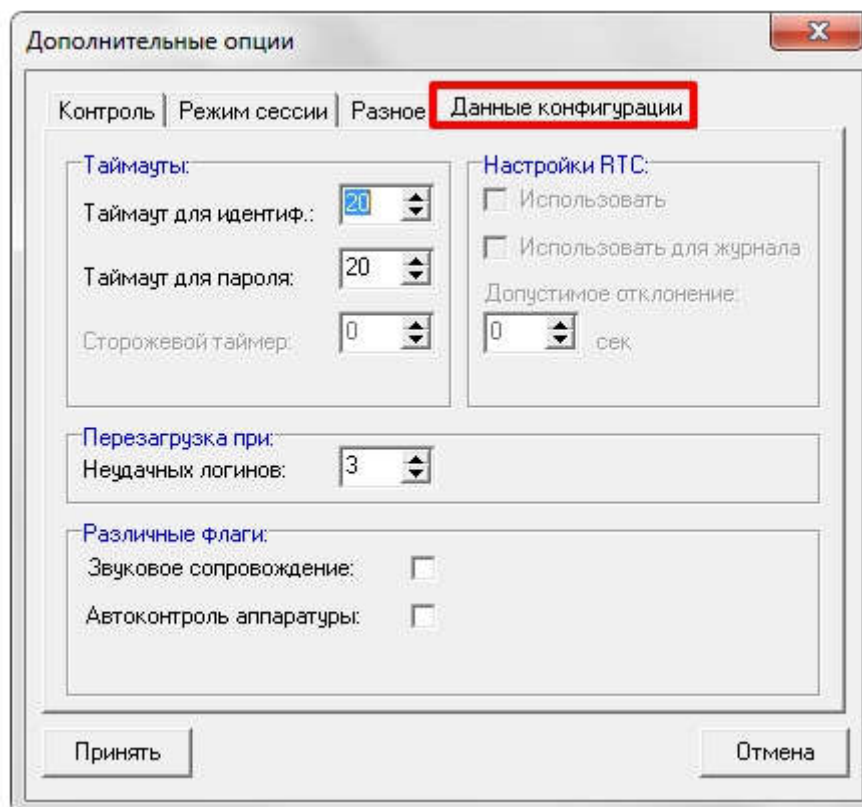 Дополнительные опции
Контроль Режим сессии Разное Данные конфигурации
Таймауты:
Таймаут для идентиф.: 20
Таймаут для пароля: 20
Сторожевой таймер: 0
Настройки RTC:
Использовать
Использовать для журнала
Допустимое отклонение:
0 сек
Перезагрузка при:
Неудачных логинов: 3
Различные флаги:
Звуковое сопровождение:
Автоконтроль аппаратуры:
Принять Отмена